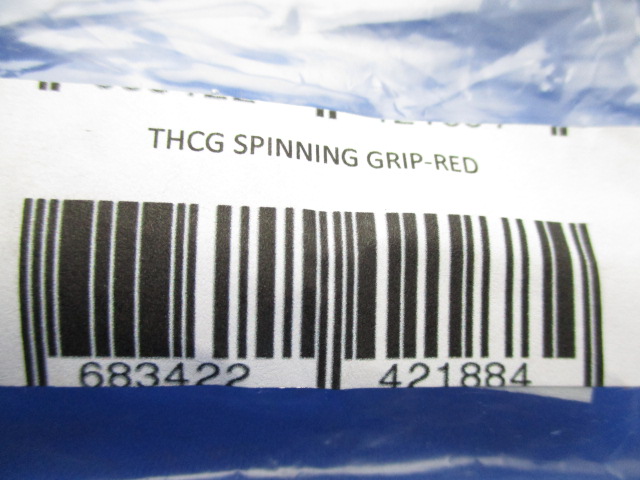 THCG SPINNING GRIP-RED
683422 421884